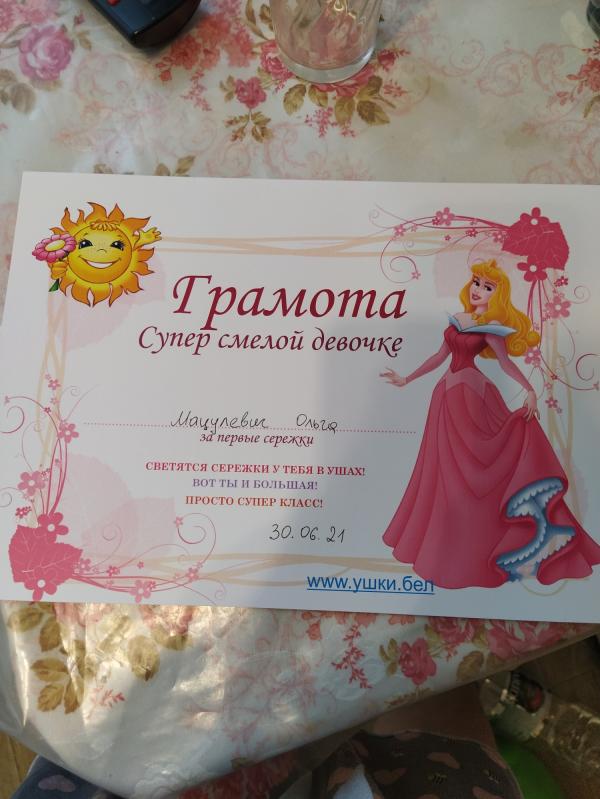 Грамота
Супер смелой девочке
Мацулевич Ольга
за первые сережки
СВЕТЯТСЯ СЕРЕЖКИ У ТЕБЯ В УШАХ!
ВОТ ТЫ И БОЛЬШАЯ!
ПРОСТО СУПЕР КЛАСС!
30.06.21
www.ушки.бел